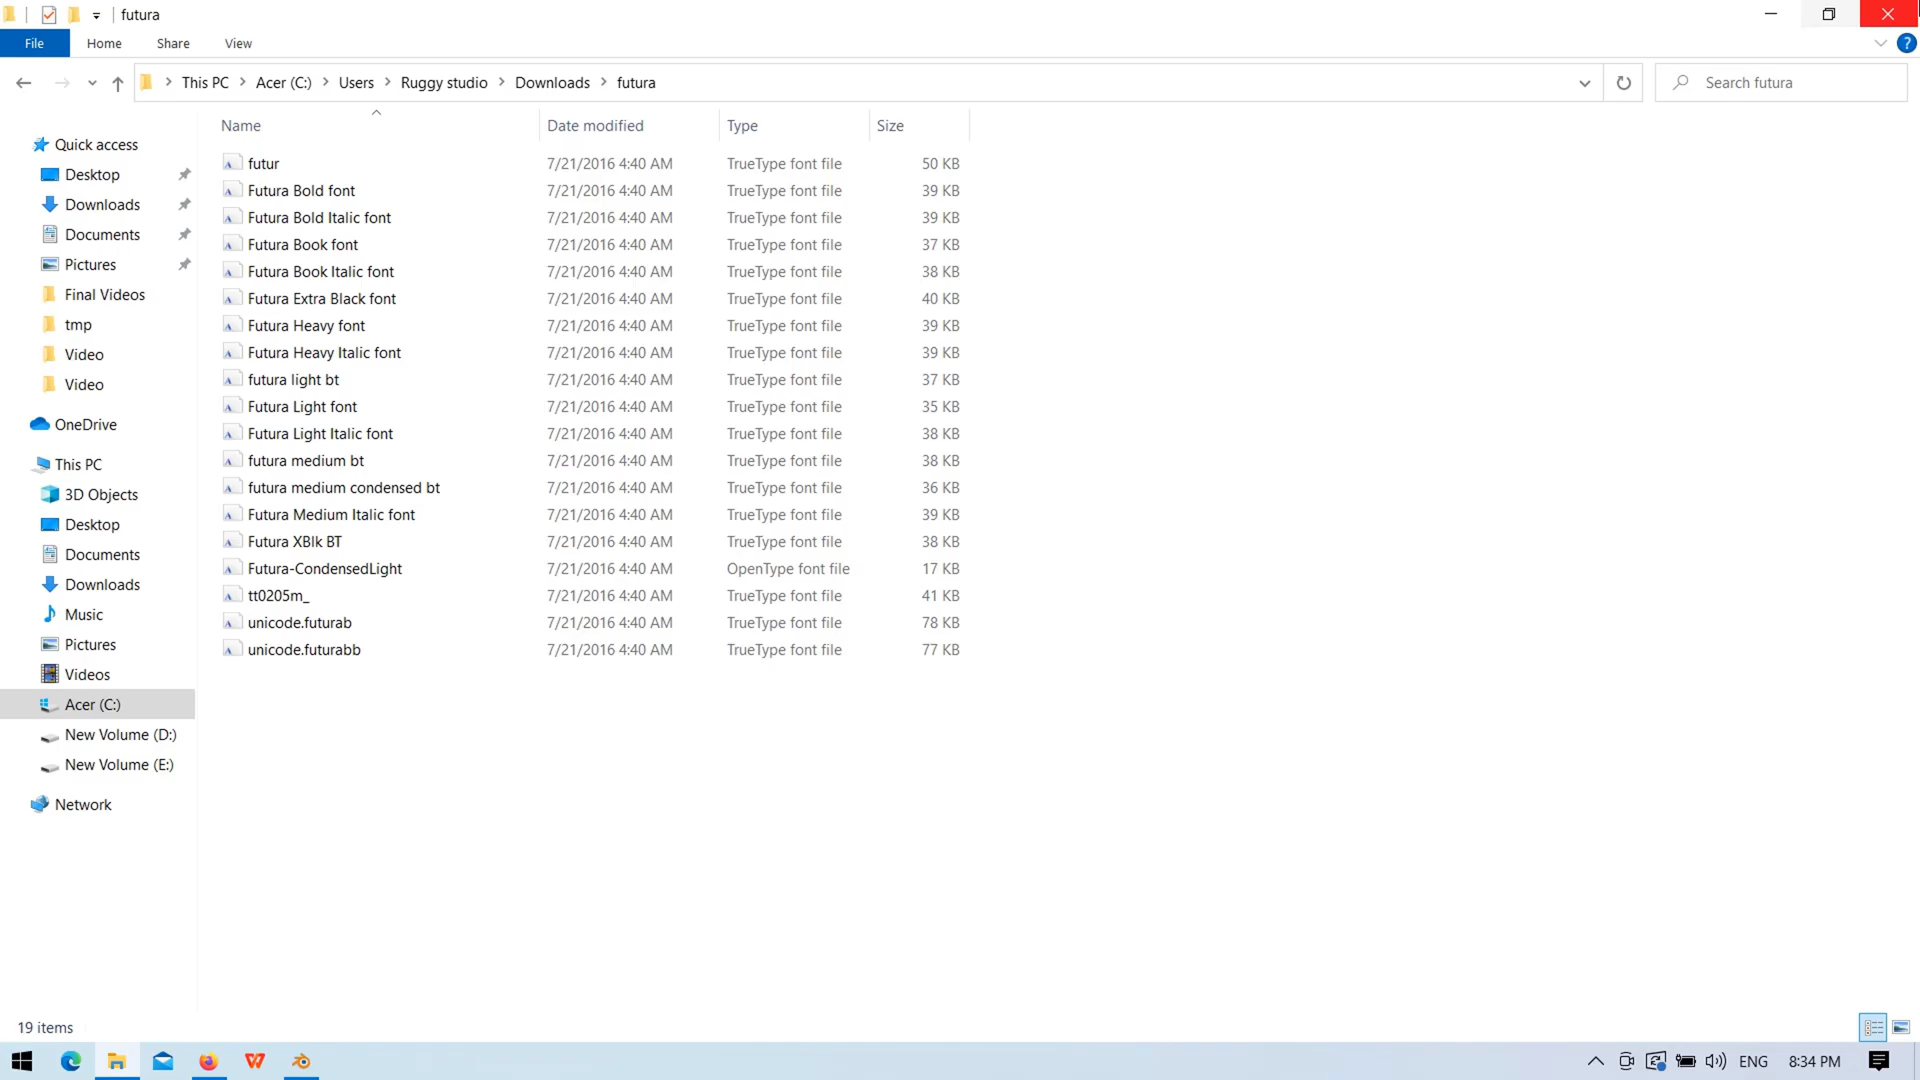 futura
File Home Share View
This PC Acer (C:) Users Ruggy studio Downloads futura Search futura
Name Date modified Type Size
Quick access
Desktop
Downloads
Documents
Pictures
Final Videos
tmp
Video
Video
OneDrive
This PC
3D Objects
Desktop
Documents
Downloads
Music
Pictures
Videos
Acer (C:)
New Volume (D:)
New Volume (E:)
Network
futur 7/21/2016 4:40 AM TrueType font file 50 KB
Futura Bold font 7/21/2016 4:40 AM TrueType font file 39 KB
Futura Bold Italic font 7/21/2016 4:40 AM TrueType font file 39 KB
Futura Book font 7/21/2016 4:40 AM TrueType font file 37 KB
Futura Book Italic font 7/21/2016 4:40 AM TrueType font file 38 KB
Futura Extra Black font 7/21/2016 4:40 AM TrueType font file 40 KB
Futura Heavy font 7/21/2016 4:40 AM TrueType font file 39 KB
Futura Heavy Italic font 7/21/2016 4:40 AM TrueType font file 39 KB
futura light bt 7/21/2016 4:40 AM TrueType font file 37 KB
Futura Light font 7/21/2016 4:40 AM TrueType font file 35 KB
Futura Light Italic font 7/21/2016 4:40 AM TrueType font file 38 KB
futura medium bt 7/21/2016 4:40 AM TrueType font file 38 KB
futura medium condensed bt 7/21/2016 4:40 AM TrueType font file 36 KB
Futura Medium Italic font 7/21/2016 4:40 AM TrueType font file 39 KB
Futura XBlk BT 7/21/2016 4:40 AM TrueType font file 38 KB
Futura-CondensedLight 7/21/2016 4:40 AM OpenType font file 17 KB
tt0205m_ 7/21/2016 4:40 AM TrueType font file 41 KB
unicode.futurab 7/21/2016 4:40 AM TrueType font file 78 KB
unicode.futurabb 7/21/2016 4:40 AM TrueType font file 77 KB
19 items
ENG 8:34 PM